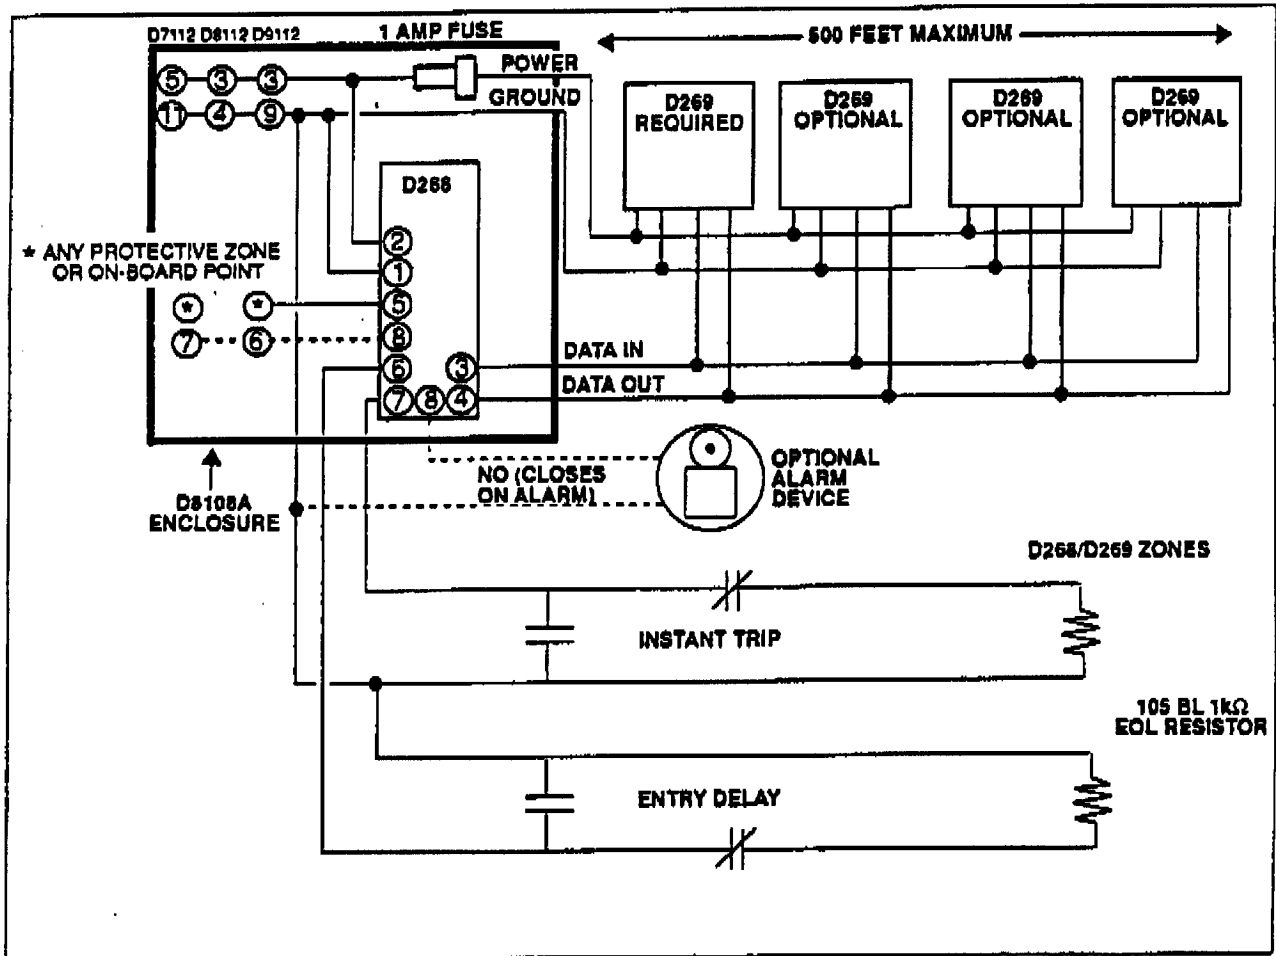 D7112 D8112 D9112
1 AMP FUSE
500 FEET MAXIMUM
POWER
GROUND
5 3 3
11 4 9
D269
REQUIRED
D269
OPTIONAL
D269
OPTIONAL
D269
OPTIONAL
D268
2
1
* ANY PROTECTIVE ZONE
OR ON-BOARD POINT
* * 5
7 6 8
6 3
7 8 4
DATA IN
DATA OUT
D8108A
ENCLOSURE
NO (CLOSES
ON ALARM)
OPTIONAL
ALARM
DEVICE
D268/D269 ZONES
INSTANT TRIP
105 BL 1kΩ
EOL RESISTOR
ENTRY DELAY